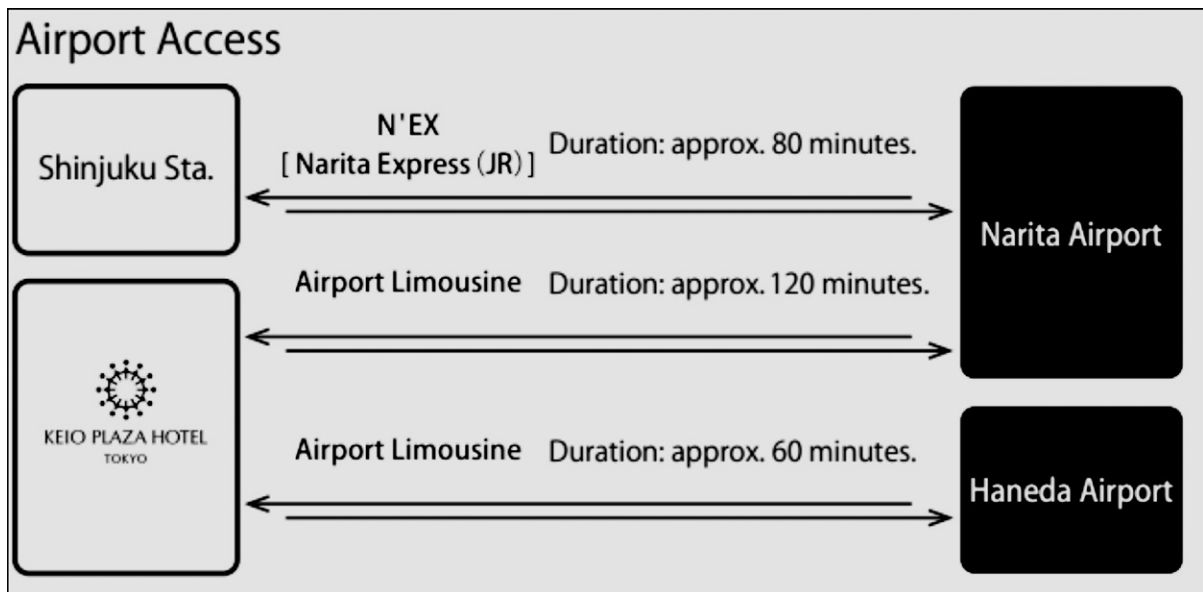 Airport Access
Shinjuku Sta.
N'EX
[ Narita Express (JR) ]
Duration: approx. 80 minutes.
Narita Airport
Airport Limousine
Duration: approx. 120 minutes.
KEIO PLAZA HOTEL
TOKYO
Airport Limousine
Duration: approx. 60 minutes.
Haneda Airport